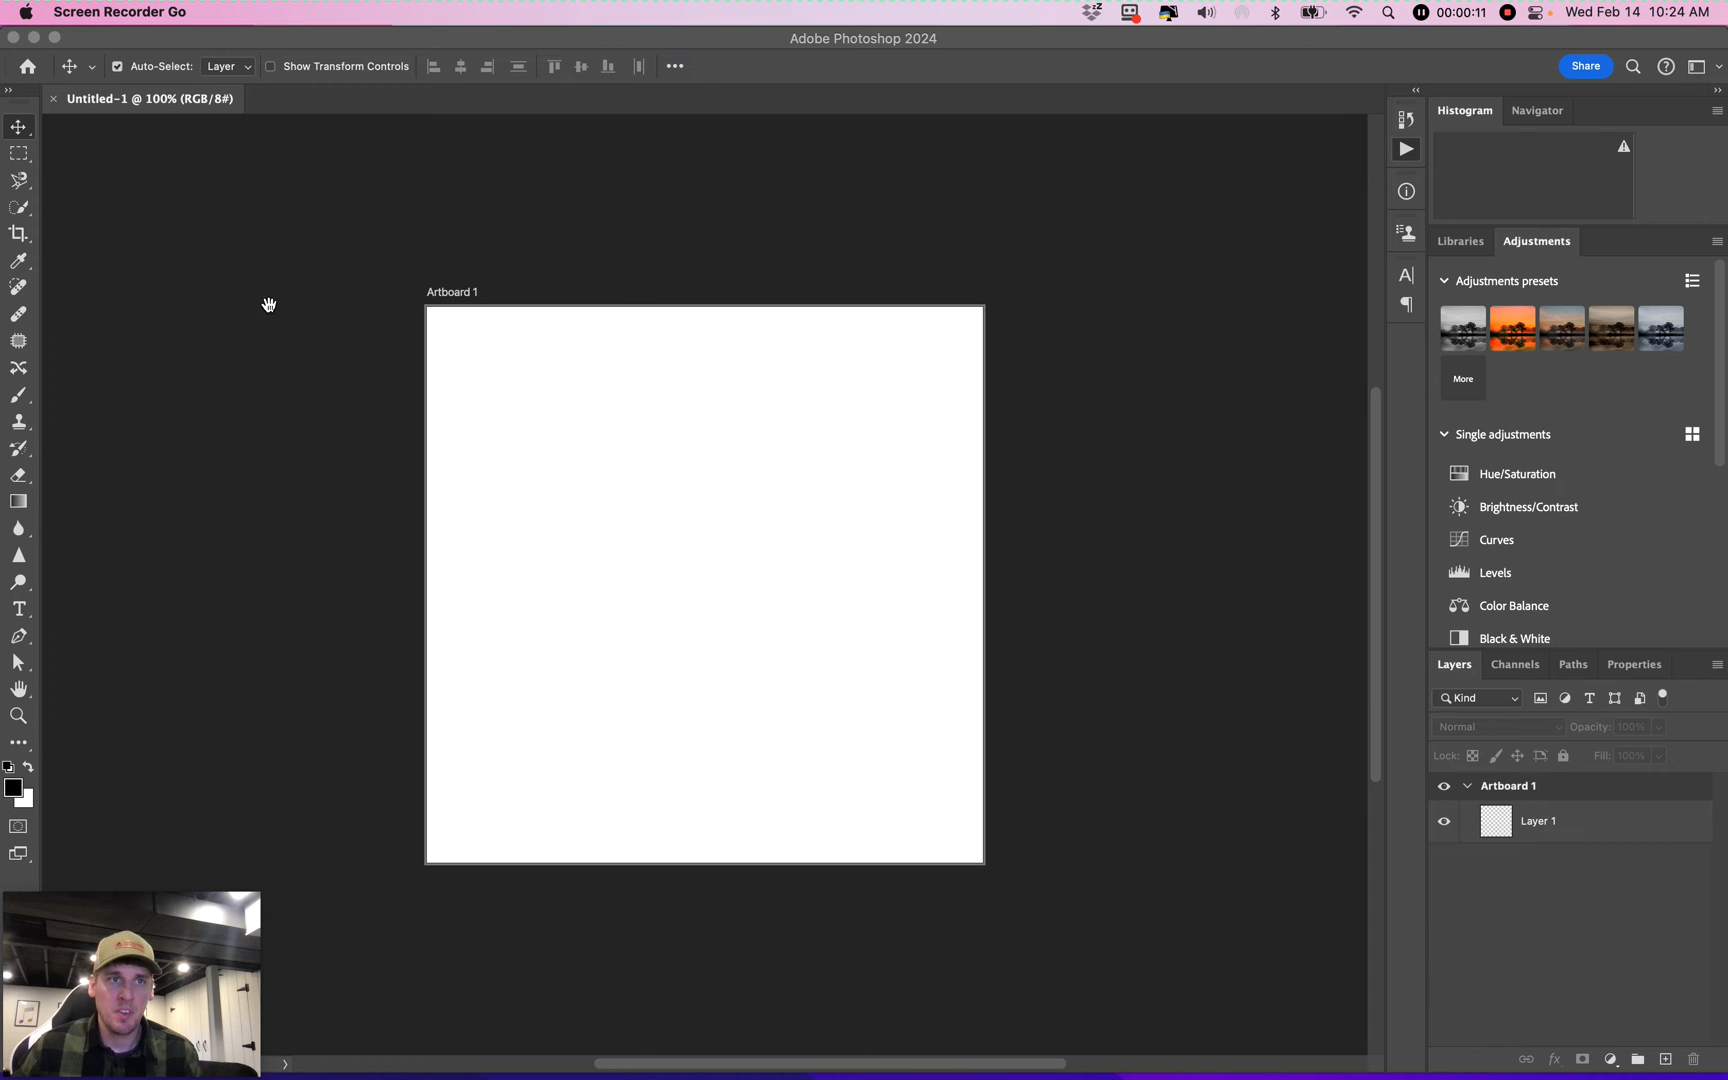 Screen Recorder Go
00:00:11
Wed Feb 14 10:24 AM
Adobe Photoshop 2024
Auto-Select:
Layer
Show Transform Controls
Share
Untitled-1 @ 100% (RGB/8#)
Histogram
Navigator
Libraries
Adjustments
Artboard 1
Adjustments presets
More
Single adjustments
Hue/Saturation
Brightness/Contrast
Curves
Levels
Color Balance
Black & White
Layers
Channels
Paths
Properties
Kind
Normal
Opacity: 100%
Lock:
Fill: 100%
Artboard 1
Layer 1